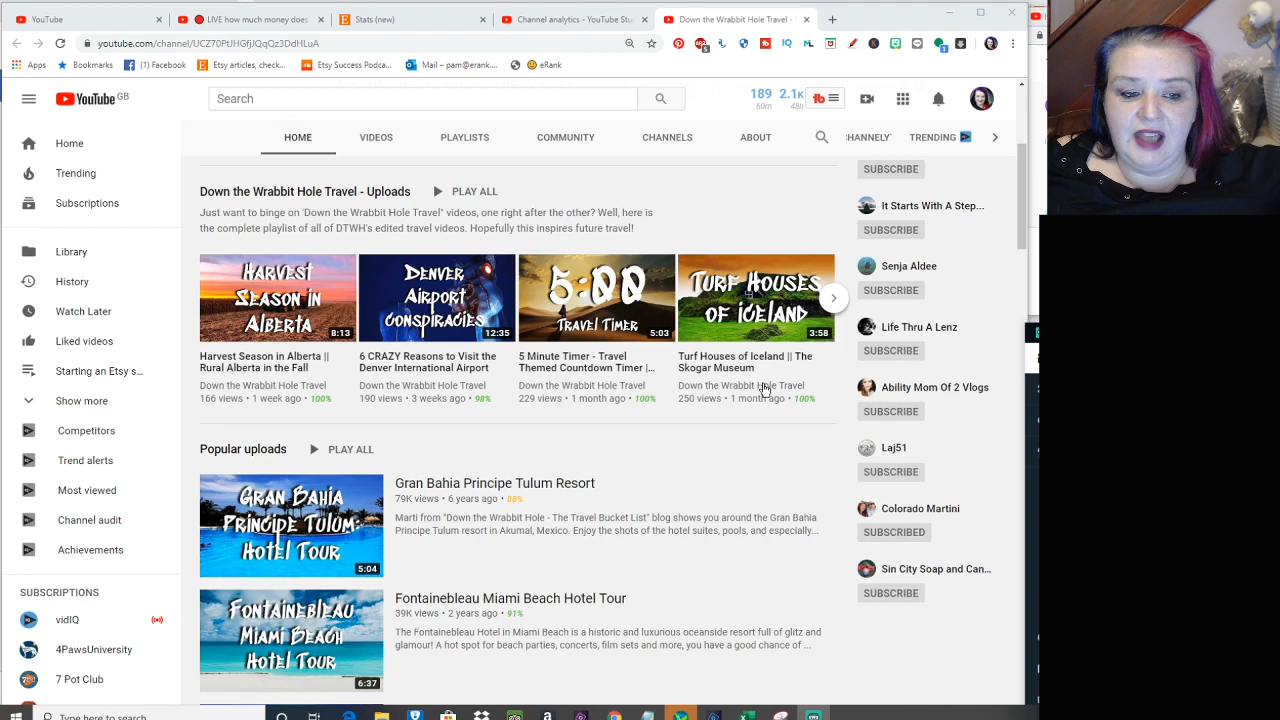 YouTube
LIVE how much money does
Stats (new)
Channel analytics - YouTube Stu
Down the Wrabbit Hole Travel -
youtube.com/channel/UCZ70PtJHGfjJQqQz3DdHLuA
Apps
Bookmarks
(1) Facebook
Etsy articles, check...
Etsy Success Podca...
Mail – pam@erank....
eRank
YouTube GB
Search
189
60m
2.1K
48h
HOME
VIDEOS
PLAYLISTS
COMMUNITY
CHANNELS
ABOUT
HANNELY
TRENDING
Home
Trending
Subscriptions
Library
History
Watch Later
Liked videos
Starting an Etsy s...
Show more
Competitors
Trend alerts
Most viewed
Channel audit
Achievements
SUBSCRIPTIONS
vidIQ
4PawsUniversity
7 Pot Club
Down the Wrabbit Hole Travel - Uploads
PLAY ALL
Just want to binge on 'Down the Wrabbit Hole Travel" videos, one right after the other? Well, here is
the complete playlist of all of DTWH's edited travel videos. Hopefully this inspires future travel!
HARVEST
SEASON IN
ALBERTA
8:13
Harvest Season in Alberta ||
Rural Alberta in the Fall
Down the Wrabbit Hole Travel
166 views • 1 week ago • 100%
DENVER
AIRPORT
CONSPIRACIES
12:35
6 CRAZY Reasons to Visit the
Denver International Airport
Down the Wrabbit Hole Travel
190 views • 3 weeks ago • 98%
5:00
TRAVEL TIMER
5:03
5 Minute Timer - Travel
Themed Countdown Timer |...
Down the Wrabbit Hole Travel
229 views • 1 month ago • 100%
TURF HOUSES
OF ICELAND
3:58
Turf Houses of Iceland || The
Skogar Museum
Down the Wrabbit Hole Travel
250 views • 1 month ago • 100%
Popular uploads
PLAY ALL
GRAN BAHIA
PRINCIPE TULUM:
HOTEL TOUR
5:04
Gran Bahia Principe Tulum Resort
79K views • 6 years ago • 88%
Marti from "Down the Wrabbit Hole - The Travel Bucket List" blog shows you around the Gran Bahia
Principe Tulum resort in Akumal, Mexico. Enjoy the shots of the hotel suites, pools, and especially...
FONTAINEBLEAU
MIAMI BEACH
HOTEL TOUR
6:37
Fontainebleau Miami Beach Hotel Tour
39K views • 2 years ago • 91%
The Fontainebleau Hotel in Miami Beach is a historic and luxurious oceanside resort full of glitz and
glamour! A hot spot for beach parties, concerts, film sets and more, you have a good chance of ...
SUBSCRIBE
It Starts With A Step...
SUBSCRIBE
Senja Aldee
SUBSCRIBE
Life Thru A Lenz
SUBSCRIBE
Ability Mom Of 2 Vlogs
SUBSCRIBE
Laj51
SUBSCRIBE
Colorado Martini
SUBSCRIBED
Sin City Soap and Can...
SUBSCRIBE
Type here to search